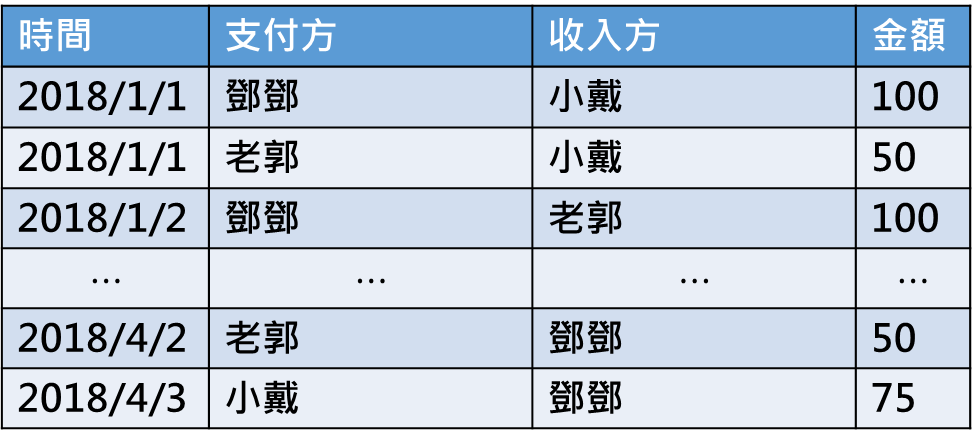 時間 支付方 收入方 金額
2018/1/1 鄧鄧 小戴 100
2018/1/1 老郭 小戴 50
2018/1/2 鄧鄧 老郭 100
… … … …
2018/4/2 老郭 鄧鄧 50
2018/4/3 小戴 鄧鄧 75